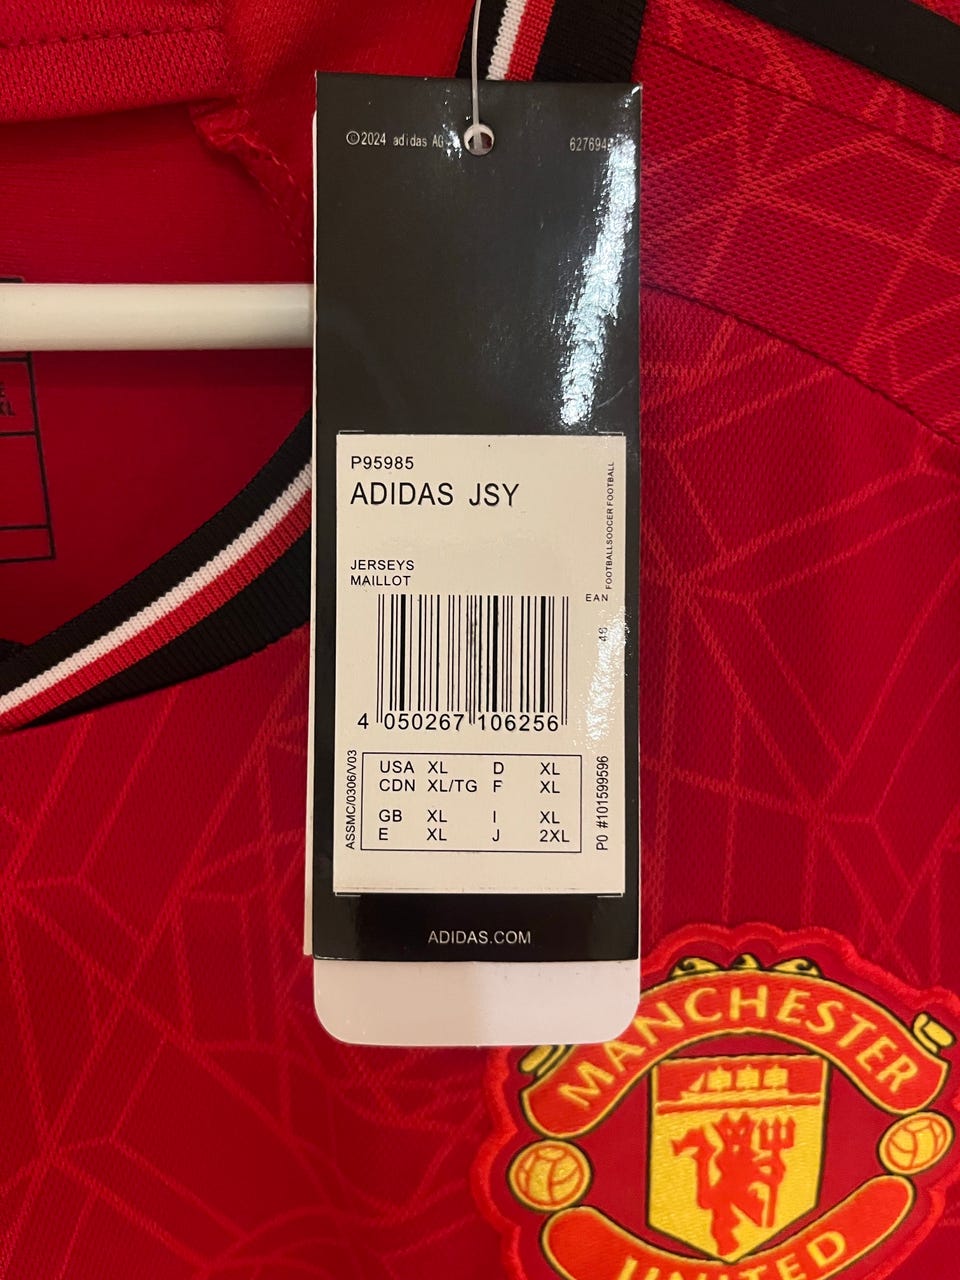 ©2024 adidas AG
P95985
ADIDAS JSY
FOOTBALLSOCCER FOOTBALL
JERSEYS
MAILLOT
EAN
48
4 050267 106256
ASSMC/0306/V03
USA XL D XL
CDN XL/TG F XL
GB XL I XL
E XL J 2XL
PO #101599596
ADIDAS.COM
MANCHESTER
UNITED